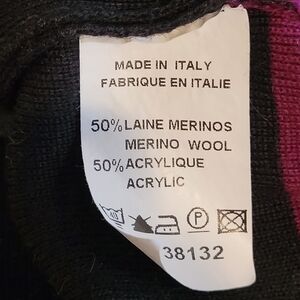 MADE IN ITALY
FABRIQUE EN ITALIE
50% LAINE MERINOS
MERINO WOOL
50% ACRYLIQUE
ACRYLIC
P
38132